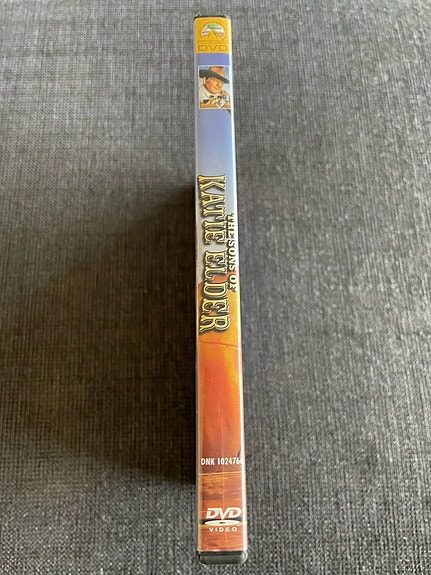 DVD
THE SONS OF
KATIE ELDER
DNK 102476
DVD
VIDEO